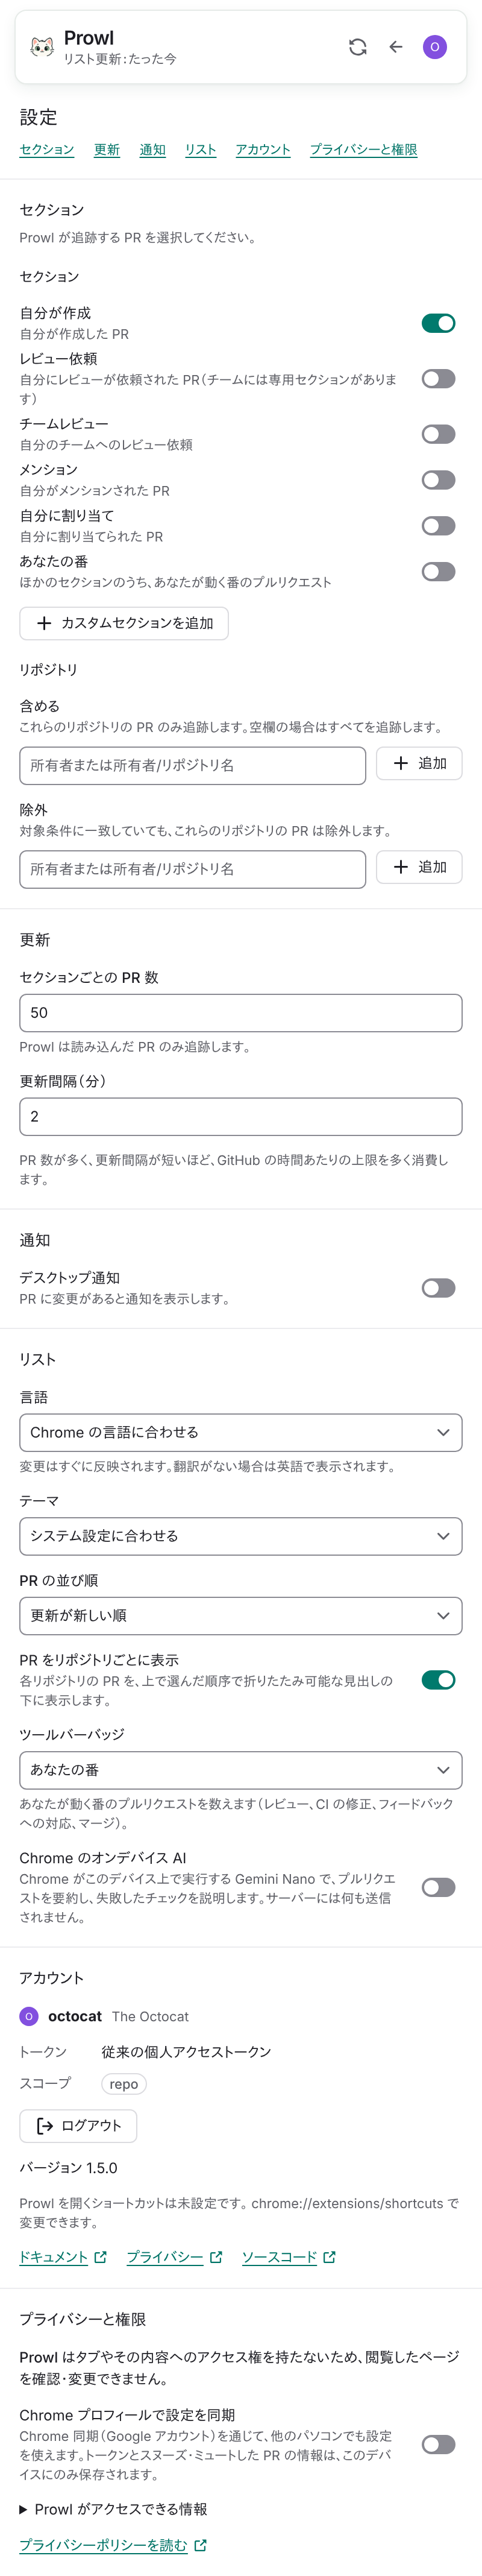 Prowl
リスト更新：たった今
O
設定
セクション 更新 通知 リスト アカウント プライバシーと権限
セクション
Prowl が追跡する PR を選択してください。
セクション
自分が作成
自分が作成した PR
レビュー依頼
自分にレビューが依頼された PR（チームには専用セクションがありま
す）
チームレビュー
自分のチームへのレビュー依頼
メンション
自分がメンションされた PR
自分に割り当て
自分に割り当てられた PR
あなたの番
ほかのセクションのうち、あなたが動く番のプルリクエスト
カスタムセクションを追加
リポジトリ
含める
これらのリポジトリの PR のみ追跡します。空欄の場合はすべてを追跡します。
所有者または所有者/リポジトリ名 追加
除外
対象条件に一致していても、これらのリポジトリの PR は除外します。
所有者または所有者/リポジトリ名 追加
更新
セクションごとの PR 数
50
Prowl は読み込んだ PR のみ追跡します。
更新間隔（分）
2
PR 数が多く、更新間隔が短いほど、GitHub の時間あたりの上限を多く消費し
ます。
通知
デスクトップ通知
PR に変更があると通知を表示します。
リスト
言語
Chrome の言語に合わせる
変更はすぐに反映されます。翻訳がない場合は英語で表示されます。
テーマ
システム設定に合わせる
PR の並び順
更新が新しい順
PR をリポジトリごとに表示
各リポジトリの PR を、上で選んだ順序で折りたたみ可能な見出しの
下に表示します。
ツールバーバッジ
あなたの番
あなたが動く番のプルリクエストを数えます（レビュー、CI の修正、フィードバック
への対応、マージ）。
Chrome のオンデバイス AI
Chrome がこのデバイス上で実行する Gemini Nano で、プルリクエ
ストを要約し、失敗したチェックを説明します。サーバーには何も送信
されません。
アカウント
O octocat The Octocat
トークン 従来の個人アクセストークン
スコープ repo
ログアウト
バージョン 1.5.0
Prowl を開くショートカットは未設定です。 chrome://extensions/shortcuts で
変更できます。
ドキュメント プライバシー ソースコード
プライバシーと権限
Prowl はタブやその内容へのアクセス権を持たないため、閲覧したページ
を確認・変更できません。
Chrome プロフィールで設定を同期
Chrome 同期（Google アカウント）を通じて、他のパソコンでも設定
を使えます。トークンとスヌーズ・ミュートした PR の情報は、このデバ
イスにのみ保存されます。
Prowl がアクセスできる情報
プライバシーポリシーを読む